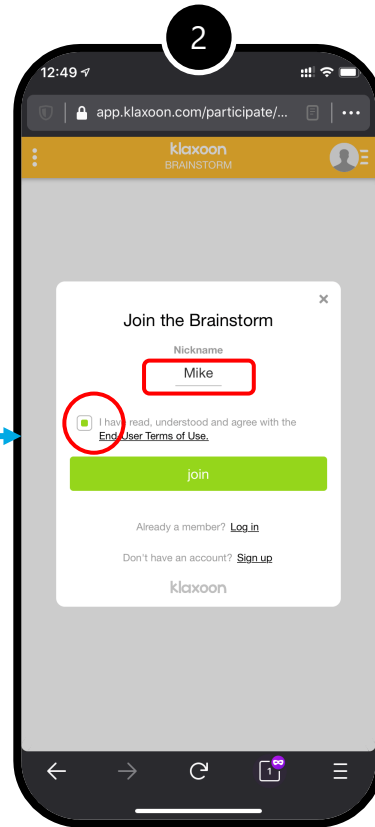 2
12:49
app.klaxoon.com/participate/...
klaxoon
BRAINSTORM
Join the Brainstorm
Nickname
Mike
I have read, understood and agree with the
End-User Terms of Use.
join
Already a member? Log in
Don't have an account? Sign up
klaxoon
1